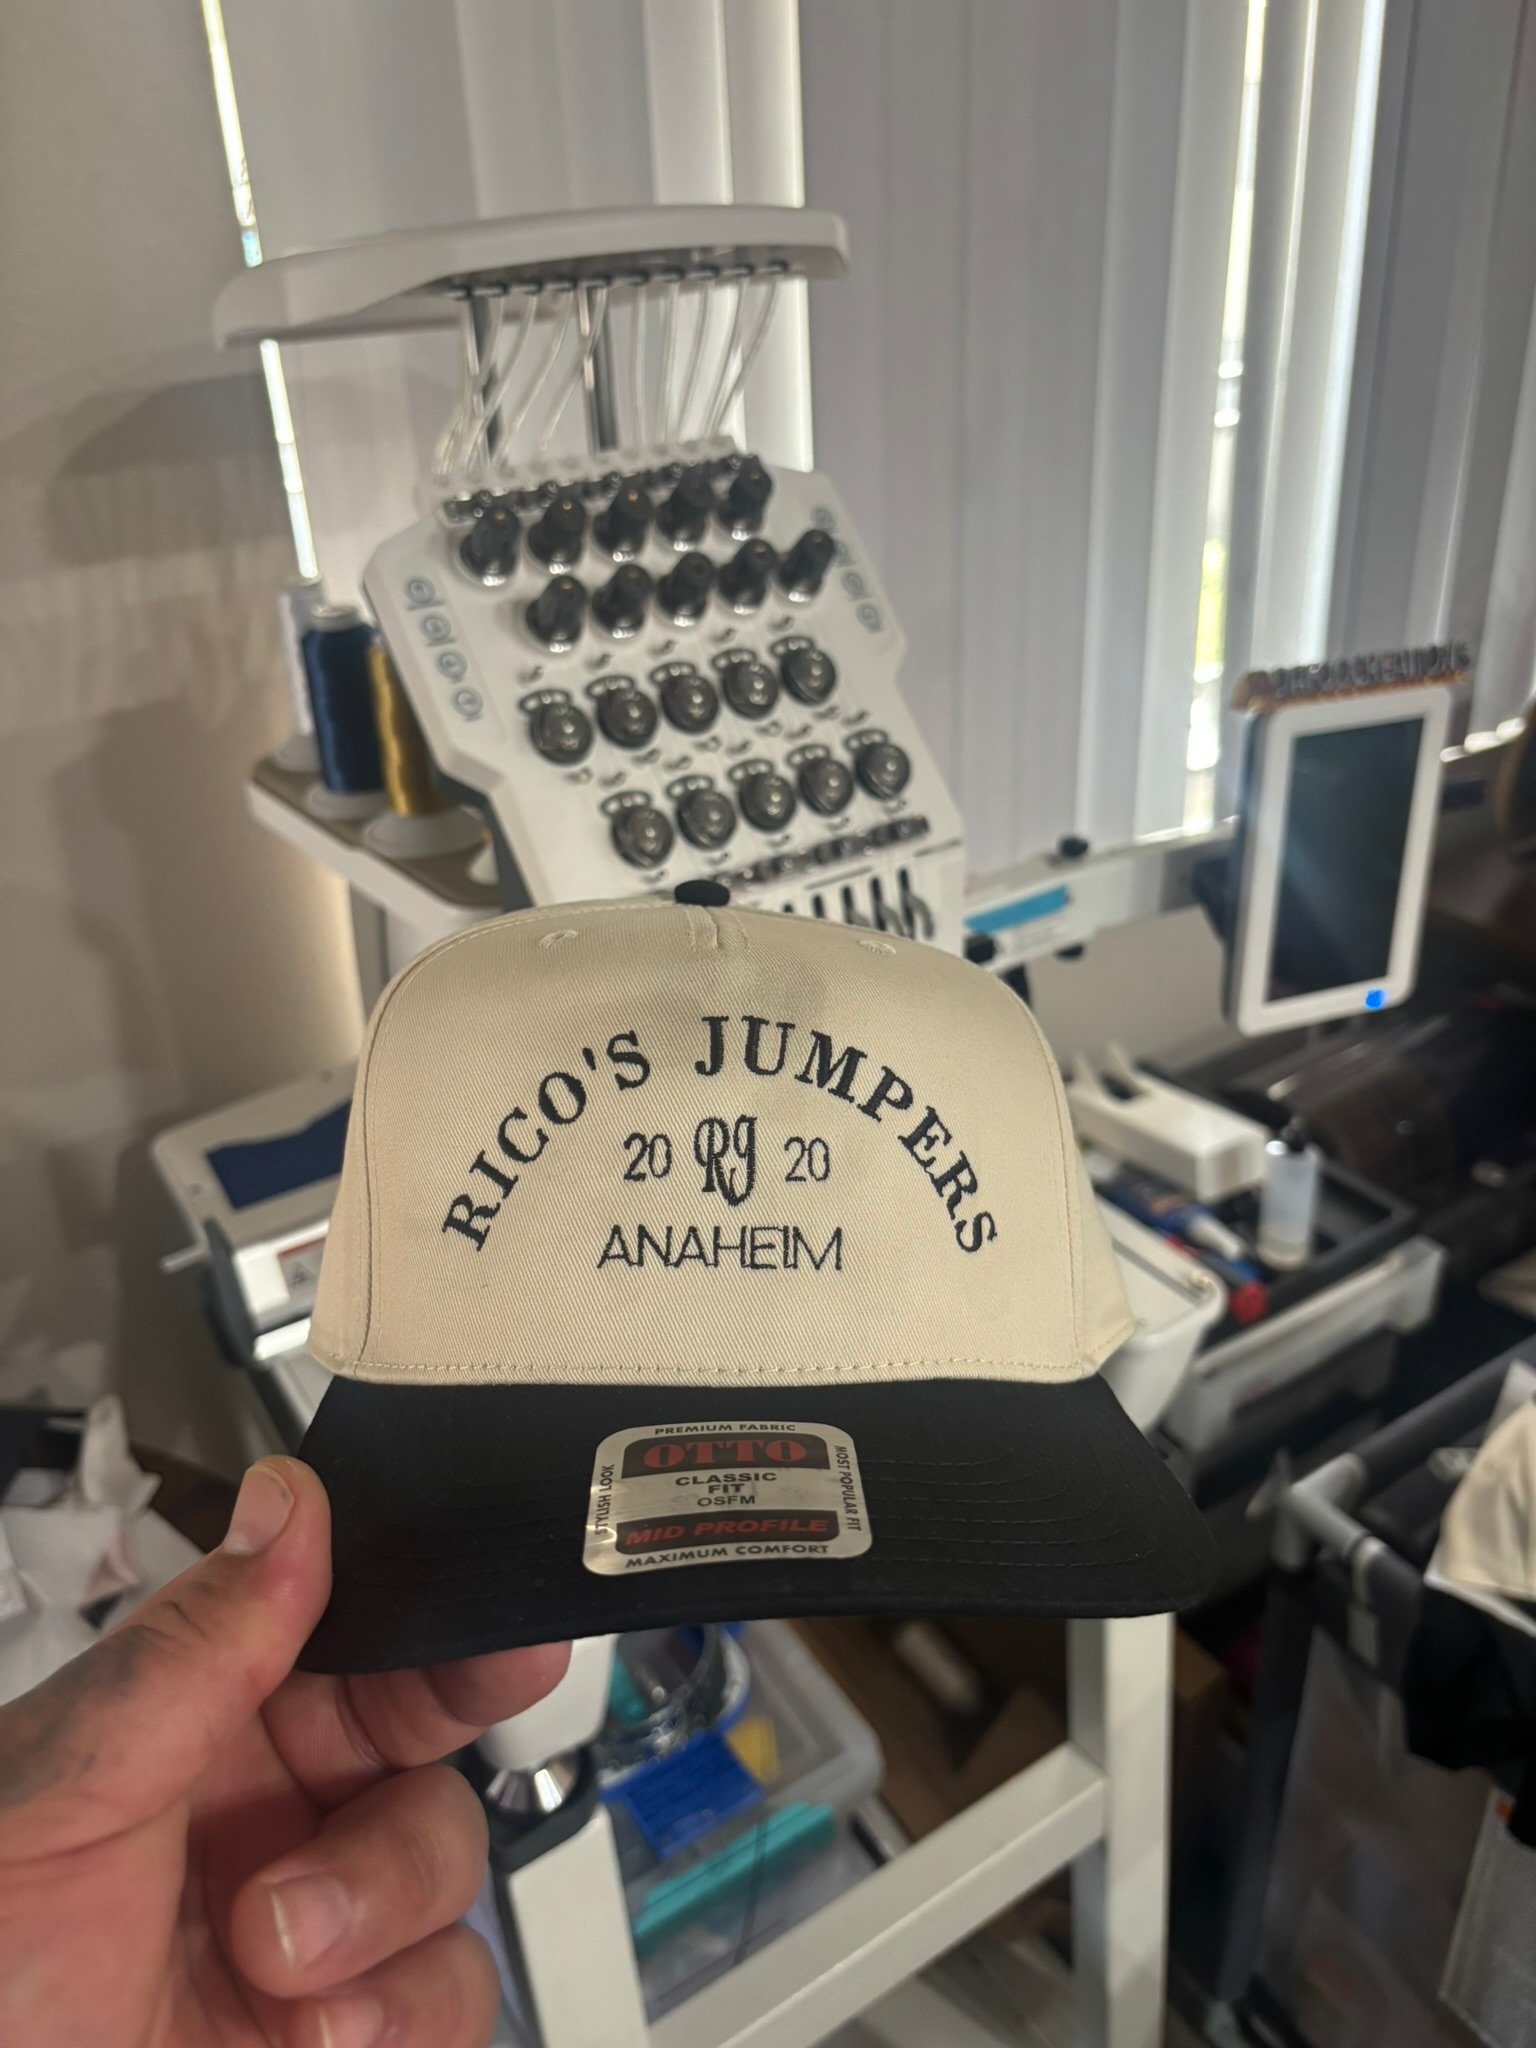 RICO'S JUMPERS
20 RJ 20
ANAHEIM
PREMIUM FABRIC
OTTO
CLASSIC
FIT
OSFM
MID PROFILE
MAXIMUM COMFORT
STYLISH LOOK
MOST POPULAR FIT